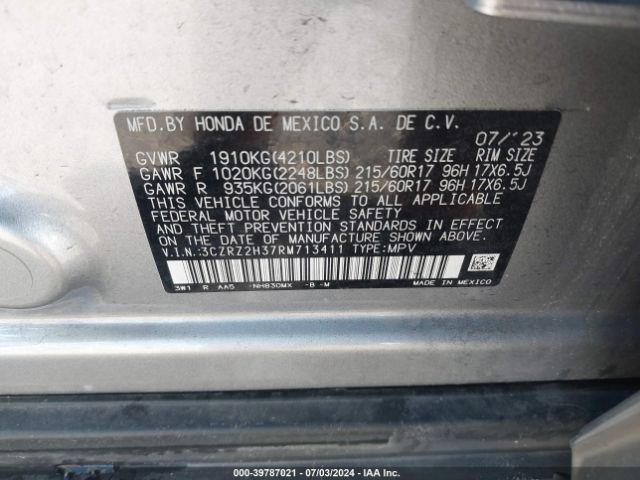 MFD.BY HONDA DE MEXICO S.A. DE C.V.
07/'23
GVWR 1910KG(4210LBS) TIRE SIZE RIM SIZE
GAWR F 1020KG(2248LBS) 215/60R17 96H 17X6.5J
GAWR R 935KG(2061LBS) 215/60R17 96H 17X6.5J
THIS VEHICLE CONFORMS TO ALL APPLICABLE
FEDERAL MOTOR VEHICLE SAFETY
AND THEFT PREVENTION STANDARDS IN EFFECT
ON THE DATE OF MANUFACTURE SHOWN ABOVE.
V.I.N.:3CZRZ2H37RM713411 TYPE:MPV
3W1 R AA5 NH830MX -B -M MADE IN MEXICO
000-39787021 - 07/03/2024 - IAA Inc.